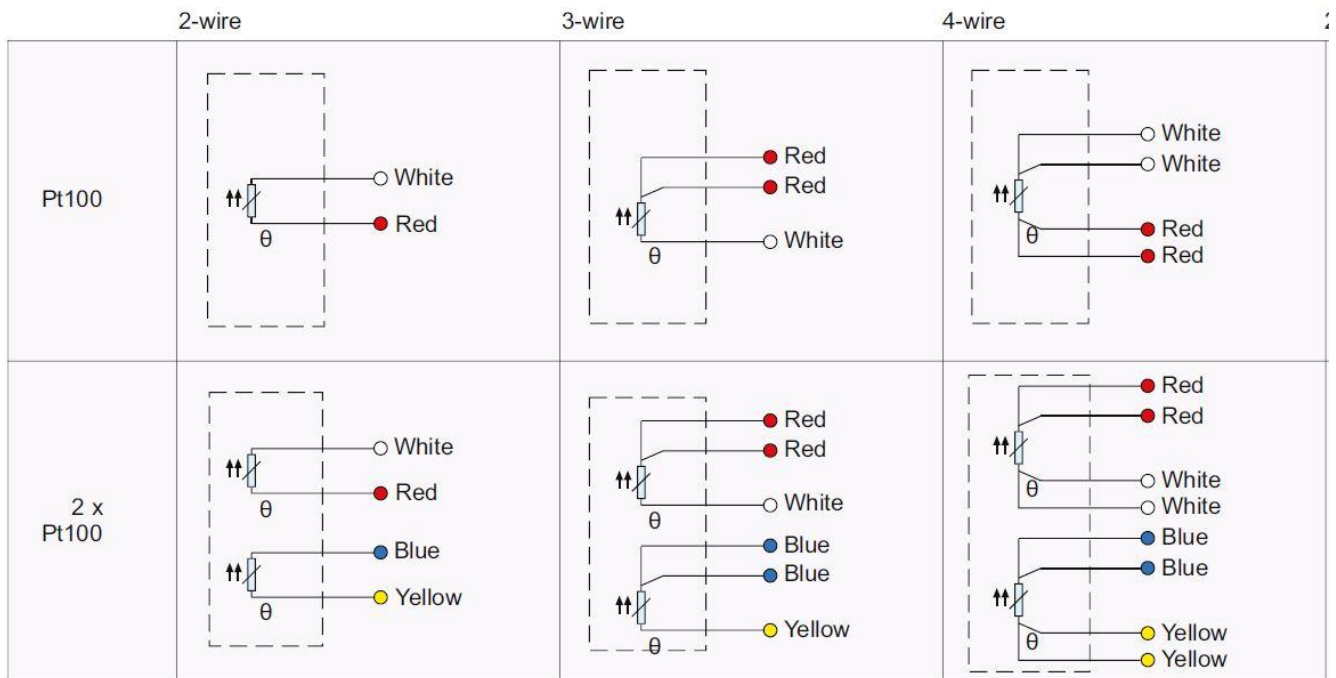 2-wire
3-wire
4-wire
2
Pt100
White
Red
θ
Red
Red
White
θ
White
White
Red
Red
θ
2 x
Pt100
White
Red
θ
Blue
Yellow
θ
Red
Red
White
θ
Blue
Blue
Yellow
θ
Red
Red
White
White
θ
Blue
Blue
Yellow
Yellow
θ